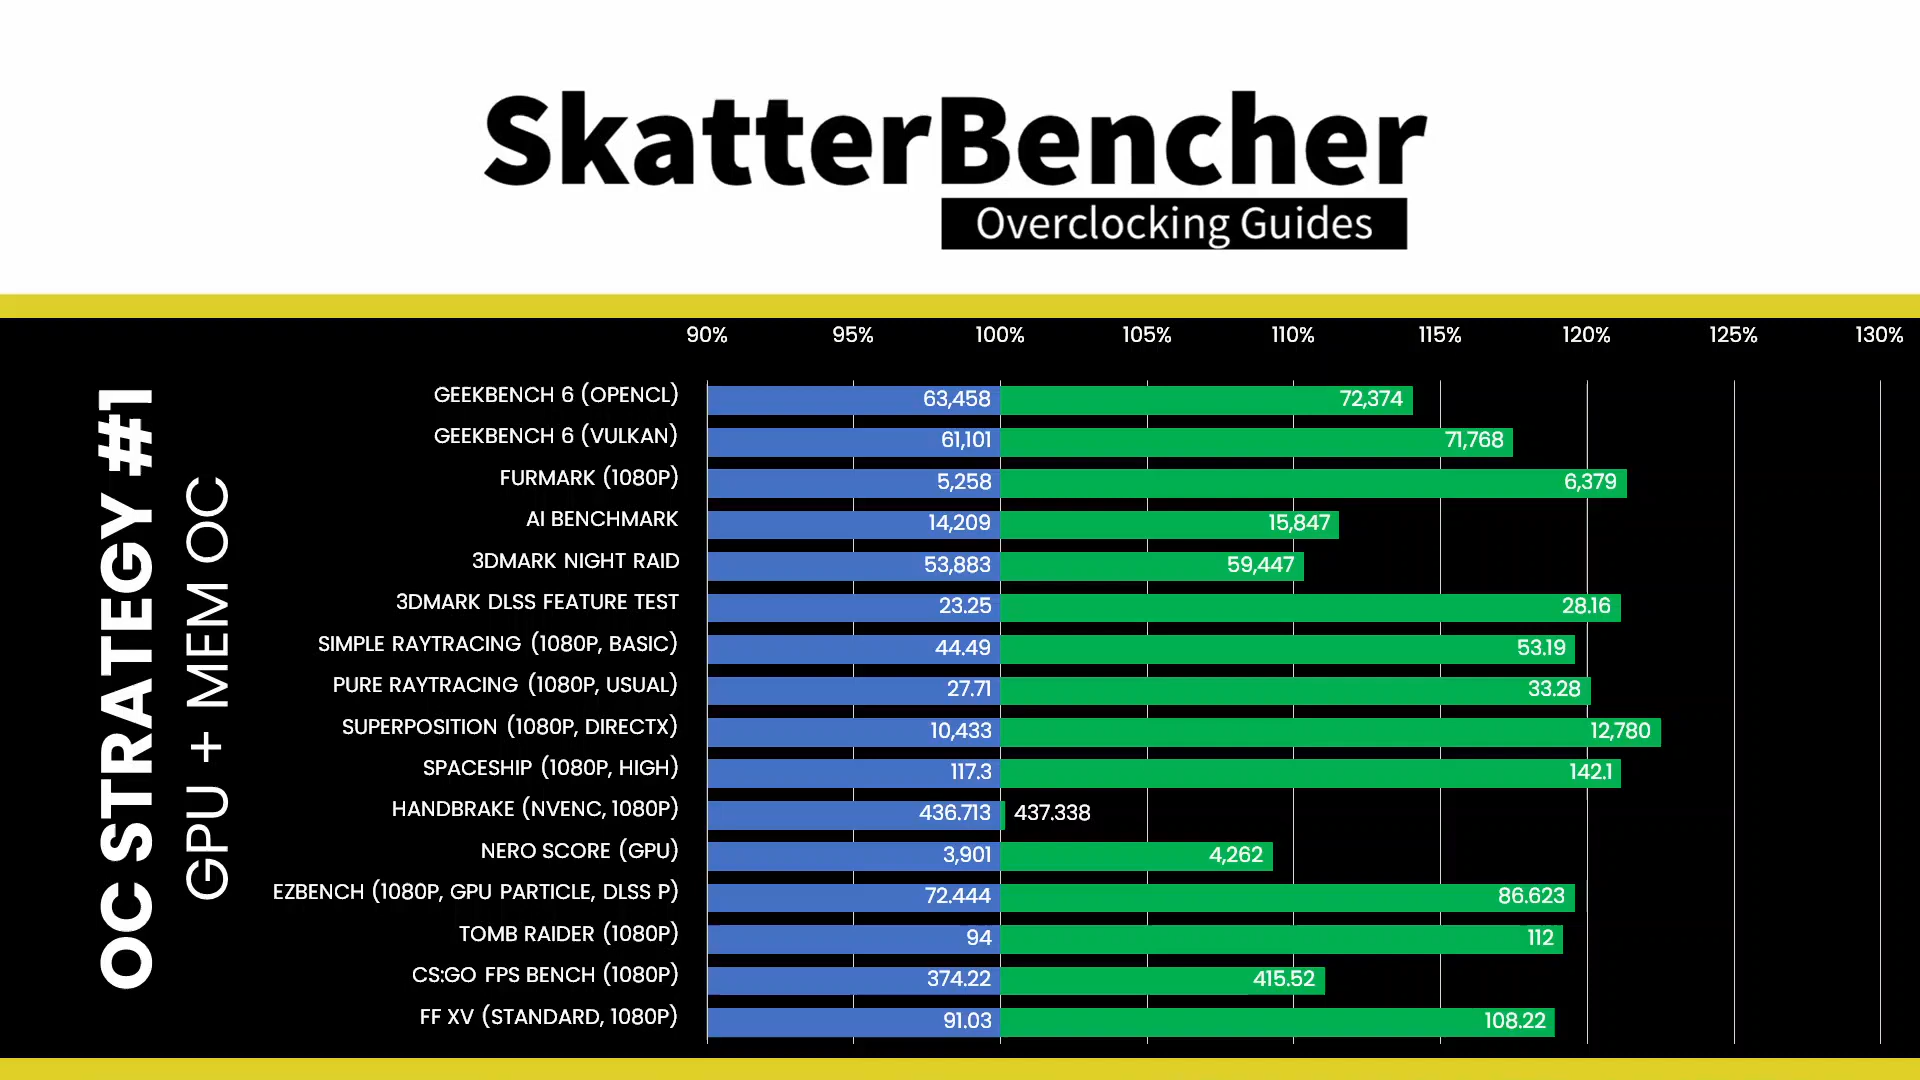 SkatterBencher
Overclocking Guides
90% 95% 100% 105% 110% 115% 120% 125% 130%
OC STRATEGY #1
GPU + MEM OC
GEEKBENCH 6 (OPENCL) 63,458 72,374
GEEKBENCH 6 (VULKAN) 61,101 71,768
FURMARK (1080P) 5,258 6,379
AI BENCHMARK 14,209 15,847
3DMARK NIGHT RAID 53,883 59,447
3DMARK DLSS FEATURE TEST 23.25 28.16
SIMPLE RAYTRACING (1080P, BASIC) 44.49 53.19
PURE RAYTRACING (1080P, USUAL) 27.71 33.28
SUPERPOSITION (1080P, DIRECTX) 10,433 12,780
SPACESHIP (1080P, HIGH) 117.3 142.1
HANDBRAKE (NVENC, 1080P) 436.713 437.338
NERO SCORE (GPU) 3,901 4,262
EZBENCH (1080P, GPU PARTICLE, DLSS P) 72.444 86.623
TOMB RAIDER (1080P) 94 112
CS:GO FPS BENCH (1080P) 374.22 415.52
FF XV (STANDARD, 1080P) 91.03 108.22